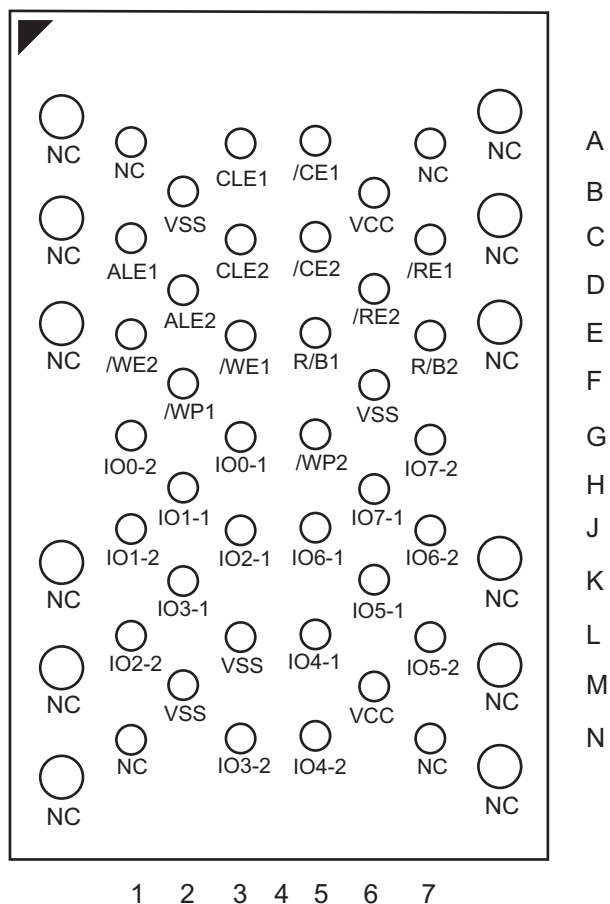 NC NC CLE1 /CE1 NC NC A
VSS VCC B
NC ALE1 CLE2 /CE2 /RE1 NC C
ALE2 /RE2 D
NC /WE2 /WE1 R/B1 R/B2 NC E
/WP1 VSS F
IO0-2 IO0-1 /WP2 IO7-2 G
IO1-1 IO7-1 H
IO1-2 IO2-1 IO6-1 IO6-2 J
NC IO3-1 IO5-1 NC K
IO2-2 VSS IO4-1 IO5-2 L
NC VSS VCC NC M
NC IO3-2 IO4-2 NC N
NC NC
1 2 3 4 5 6 7